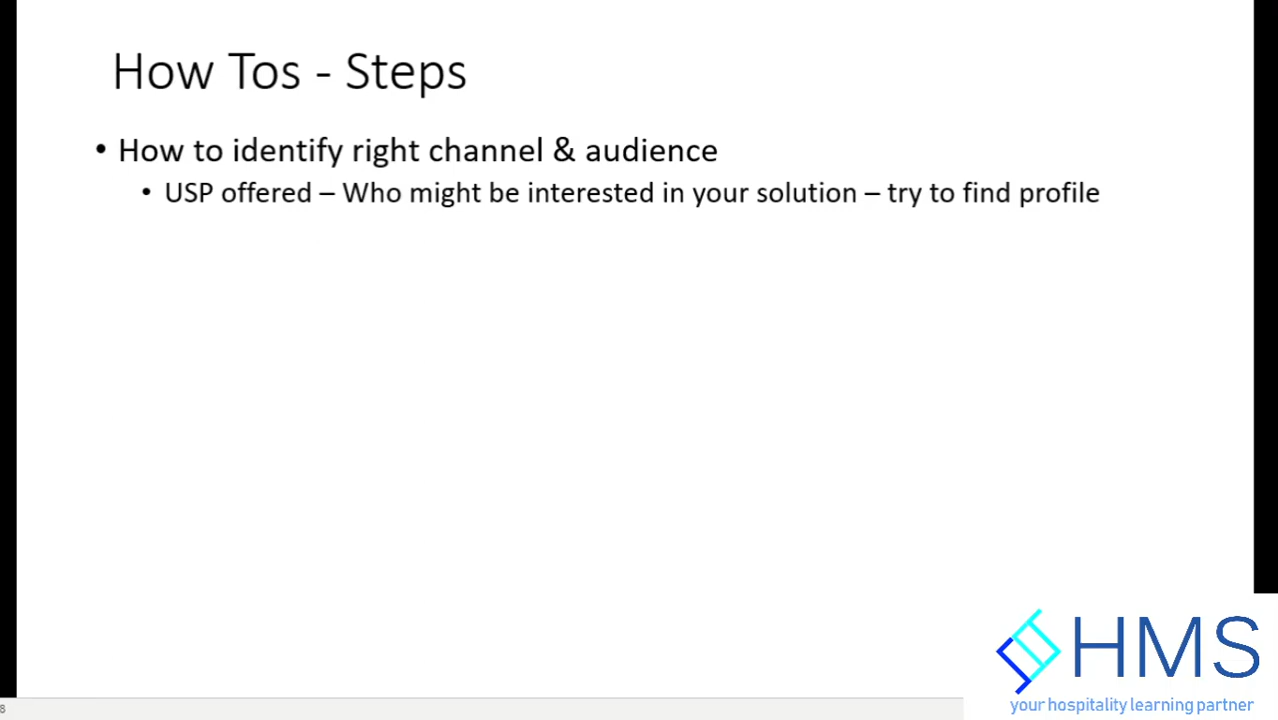 How Tos - Steps
• How to identify right channel & audience
• USP offered – Who might be interested in your solution – try to find profile
HMS
your hospitality learning partner
8